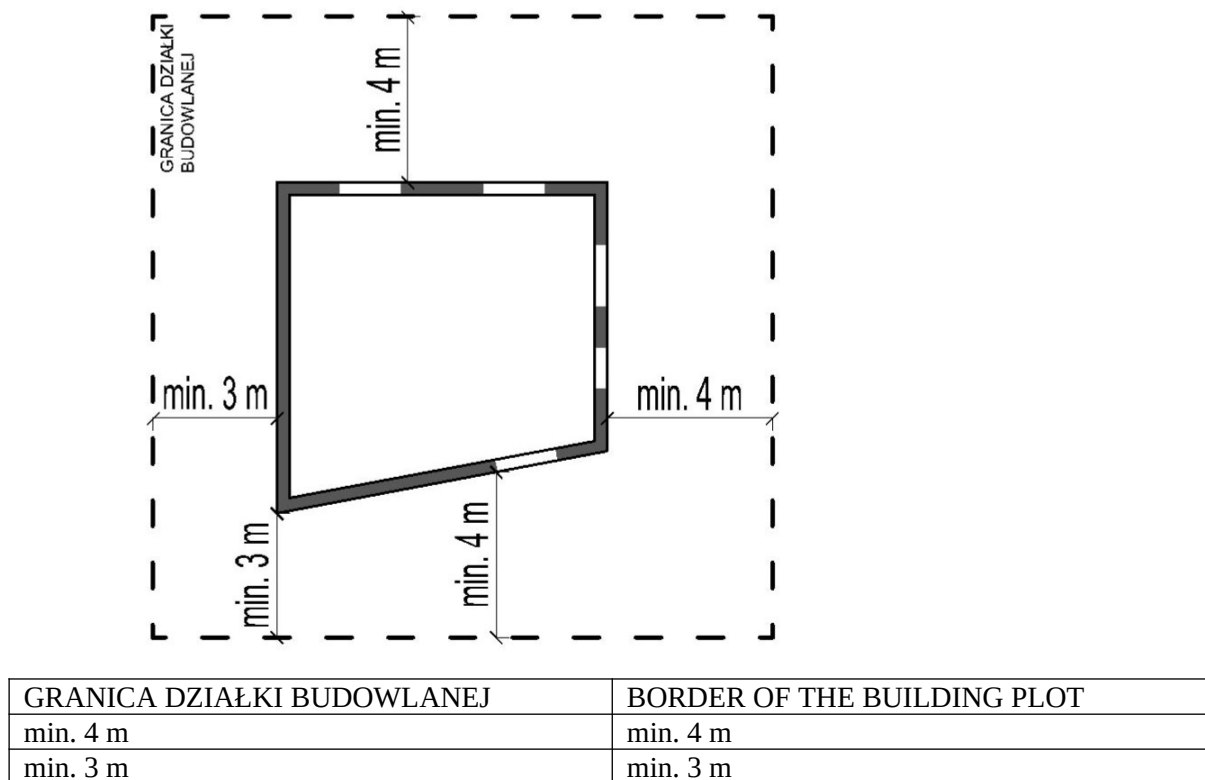 GRANICA DZIAŁKI
BUDOWLANEJ
min. 4 m
min. 3 m
min. 4 m
min. 3 m
min. 4 m
GRANICA DZIAŁKI BUDOWLANEJ BORDER OF THE BUILDING PLOT
min. 4 m min. 4 m
min. 3 m min. 3 m